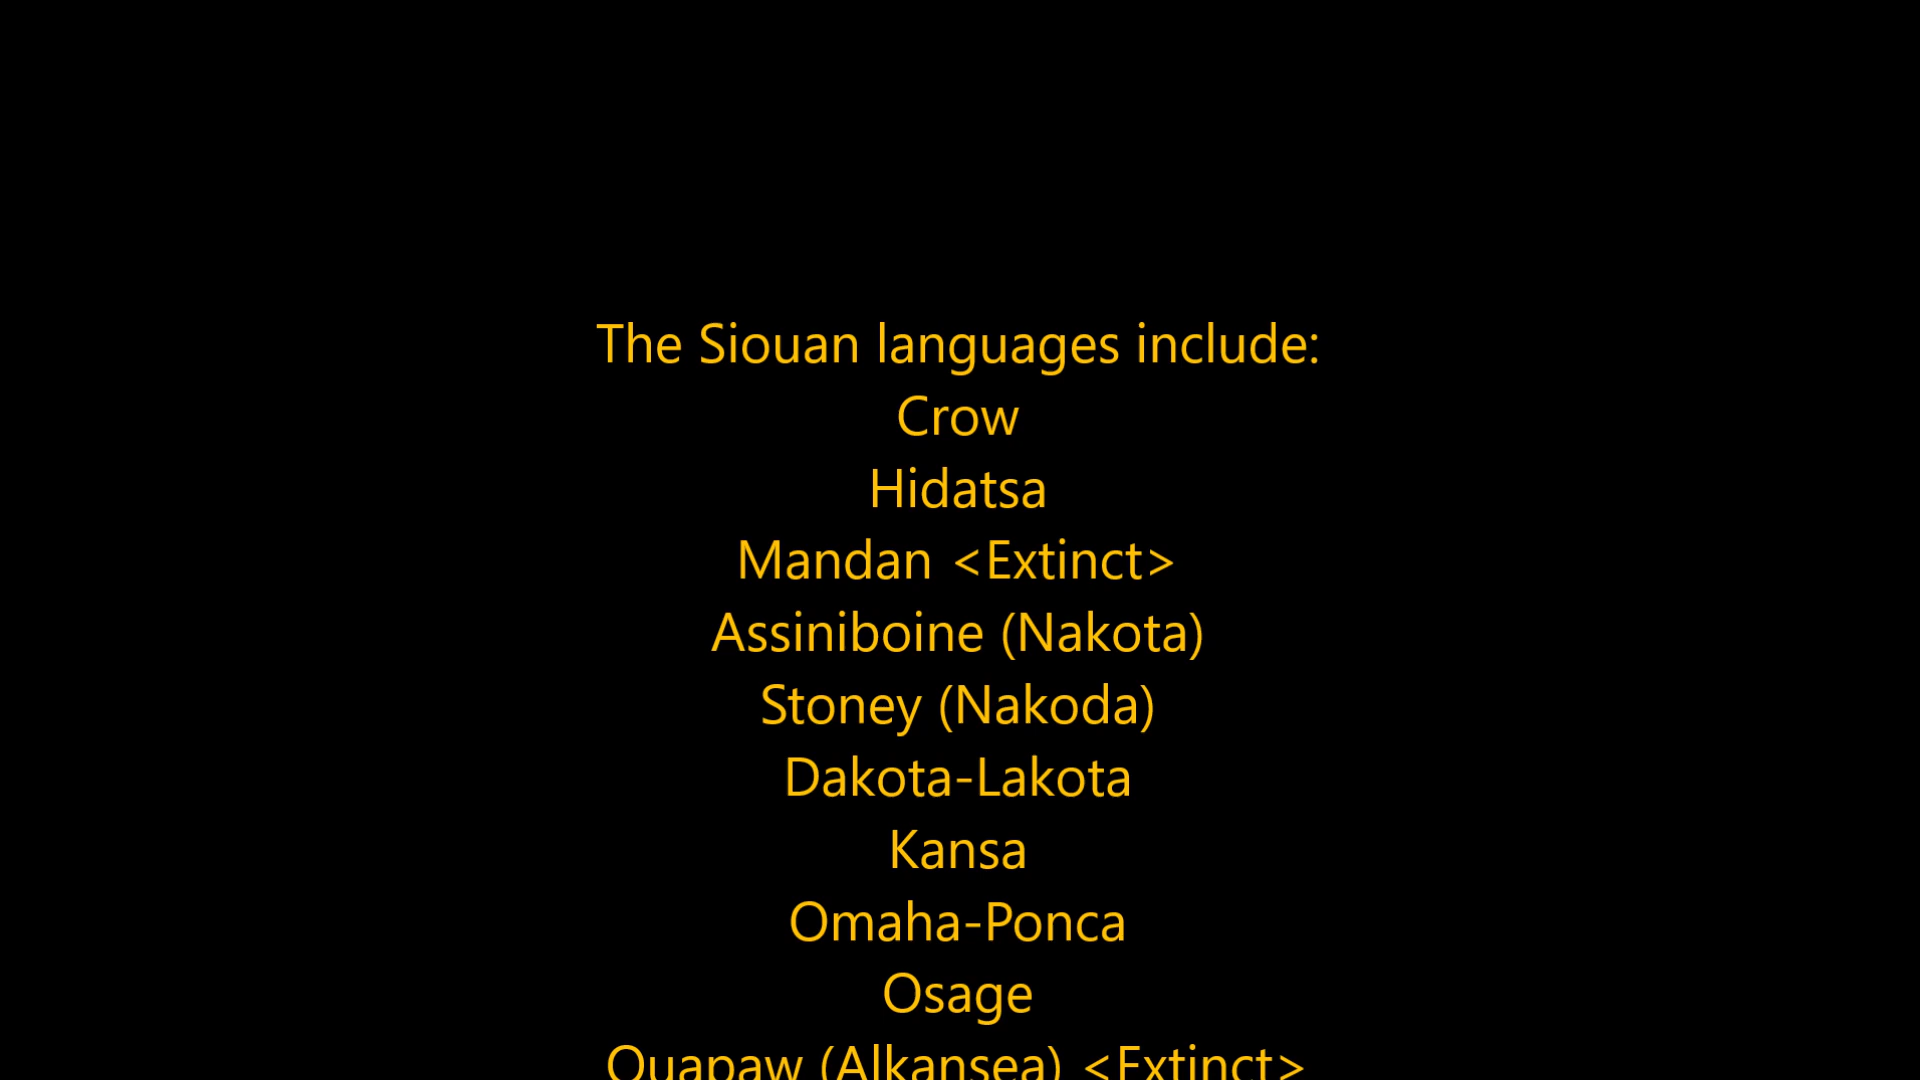 The Siouan languages include:
Crow
Hidatsa
Mandan <Extinct>
Assiniboine (Nakota)
Stoney (Nakoda)
Dakota-Lakota
Kansa
Omaha-Ponca
Osage
Quapaw (Alkansea) <Extinct>